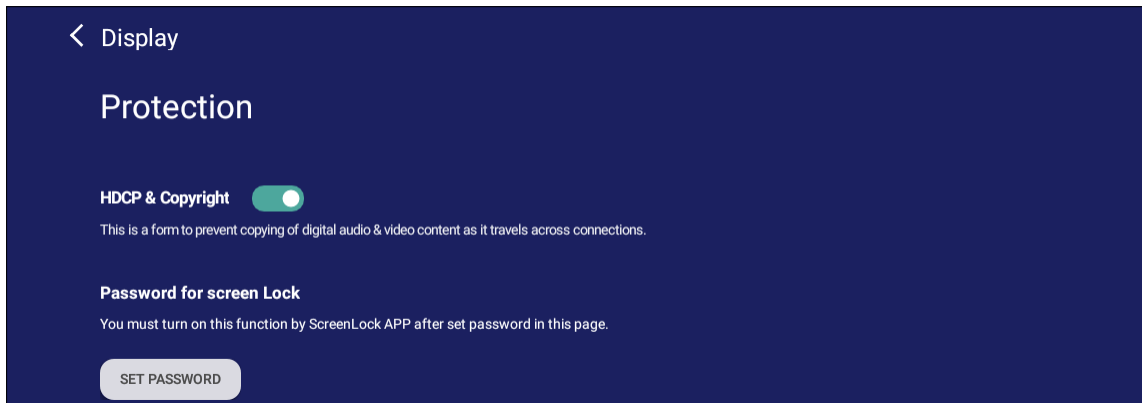 Display
Protection
HDCP & Copyright
This is a form to prevent copying of digital audio & video content as it travels across connections.
Password for screen Lock
You must turn on this function by ScreenLock APP after set password in this page.
SET PASSWORD